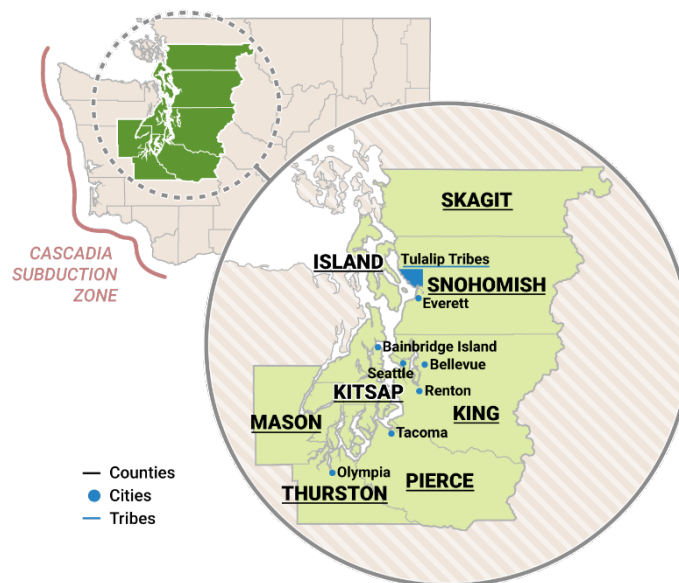 CASCADIA
SUBDUCTION
ZONE
SKAGIT
ISLAND
Tulalip Tribes
SNOHOMISH
Everett
Bainbridge Island
Seattle
Bellevue
KITSAP
Renton
MASON
KING
Tacoma
Olympia
THURSTON
PIERCE
Counties
Cities
Tribes